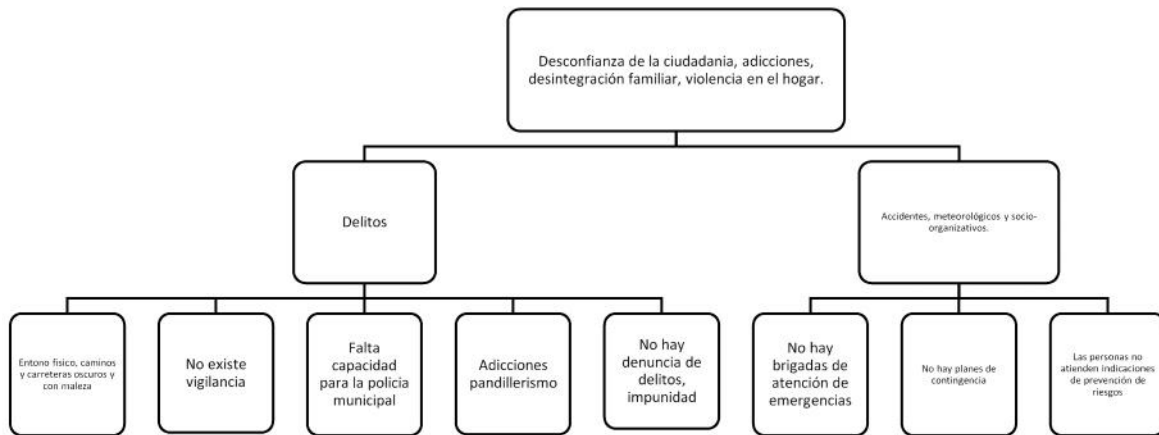 Desconfianza de la ciudadania, adicciones,
desintegración familiar, violencia en el hogar.
Delitos
Accidentes, meteorológicos y socio-
organizativos.
Entono fisico, caminos
y carreteras oscuros y
con maleza
No existe
vigilancia
Falta
capacidad
para la policia
municipal
Adicciones
pandillerismo
No hay
denuncia de
delitos,
impunidad
No hay
brigadas de
atención de
emergencias
No hay planes de
contingencia
Las personas no
atienden indicaciones
de prevención de
riesgos